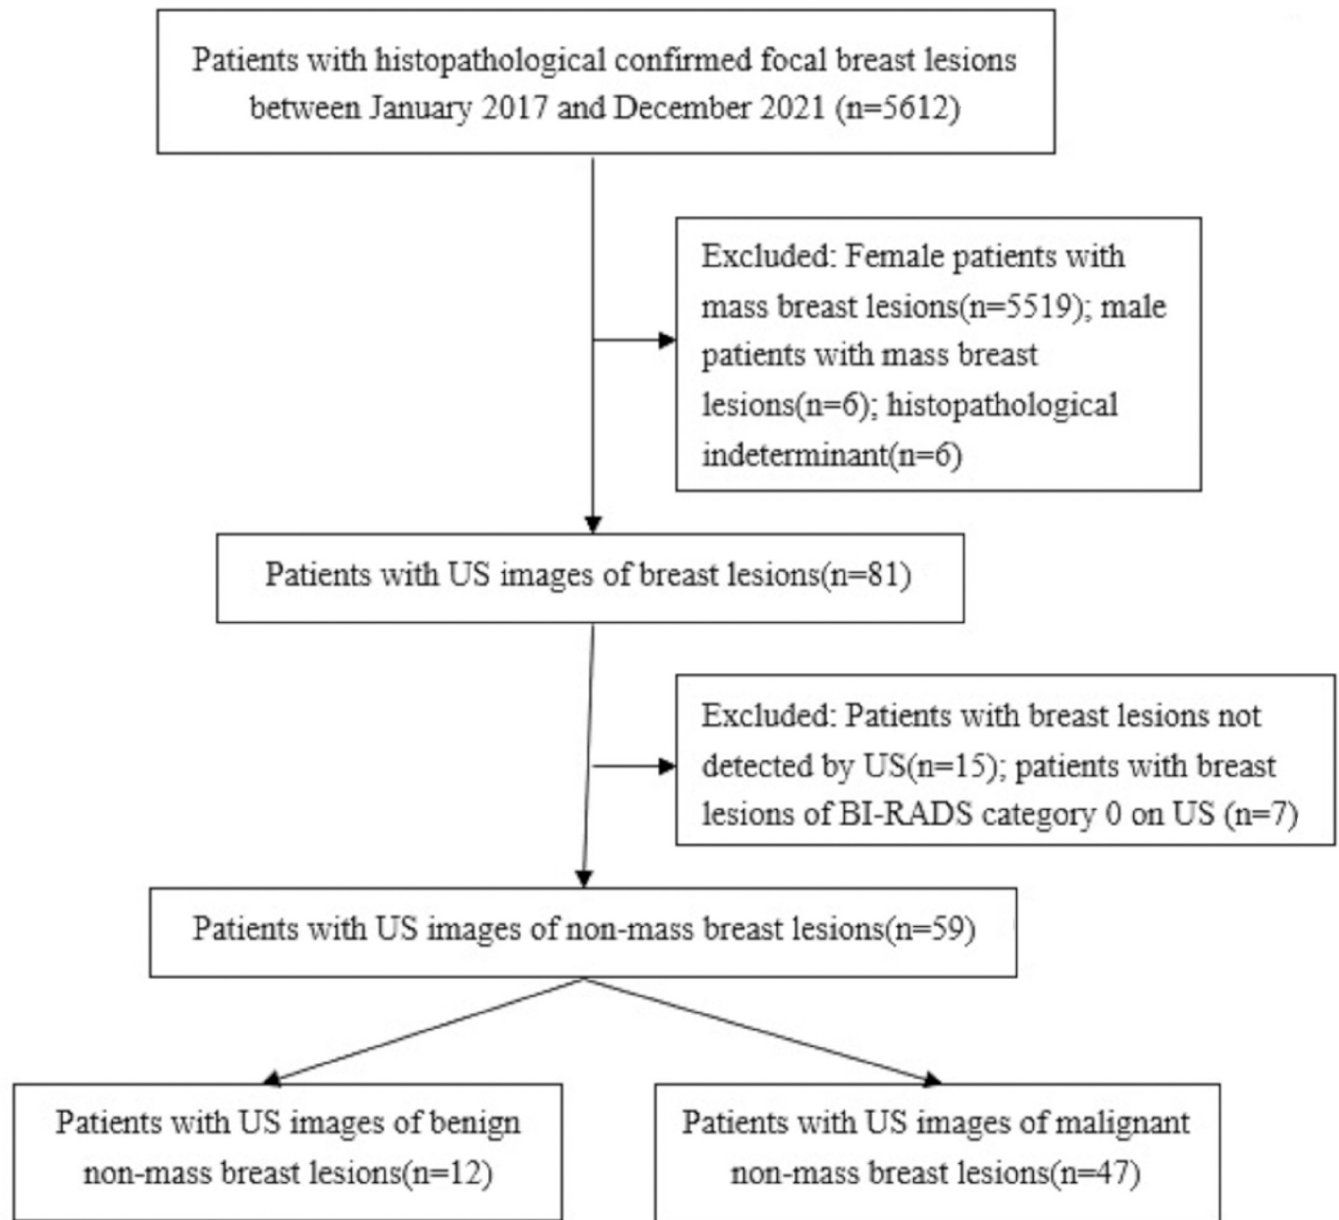 Patients with histopathological confirmed focal breast lesions
between January 2017 and December 2021 (n=5612)
Excluded: Female patients with
mass breast lesions(n=5519); male
patients with mass breast
lesions(n=6); histopathological
indeterminant(n=6)
Patients with US images of breast lesions(n=81)
Excluded: Patients with breast lesions not
detected by US(n=15); patients with breast
lesions of BI-RADS category 0 on US (n=7)
Patients with US images of non-mass breast lesions(n=59)
Patients with US images of benign
non-mass breast lesions(n=12)
Patients with US images of malignant
non-mass breast lesions(n=47)